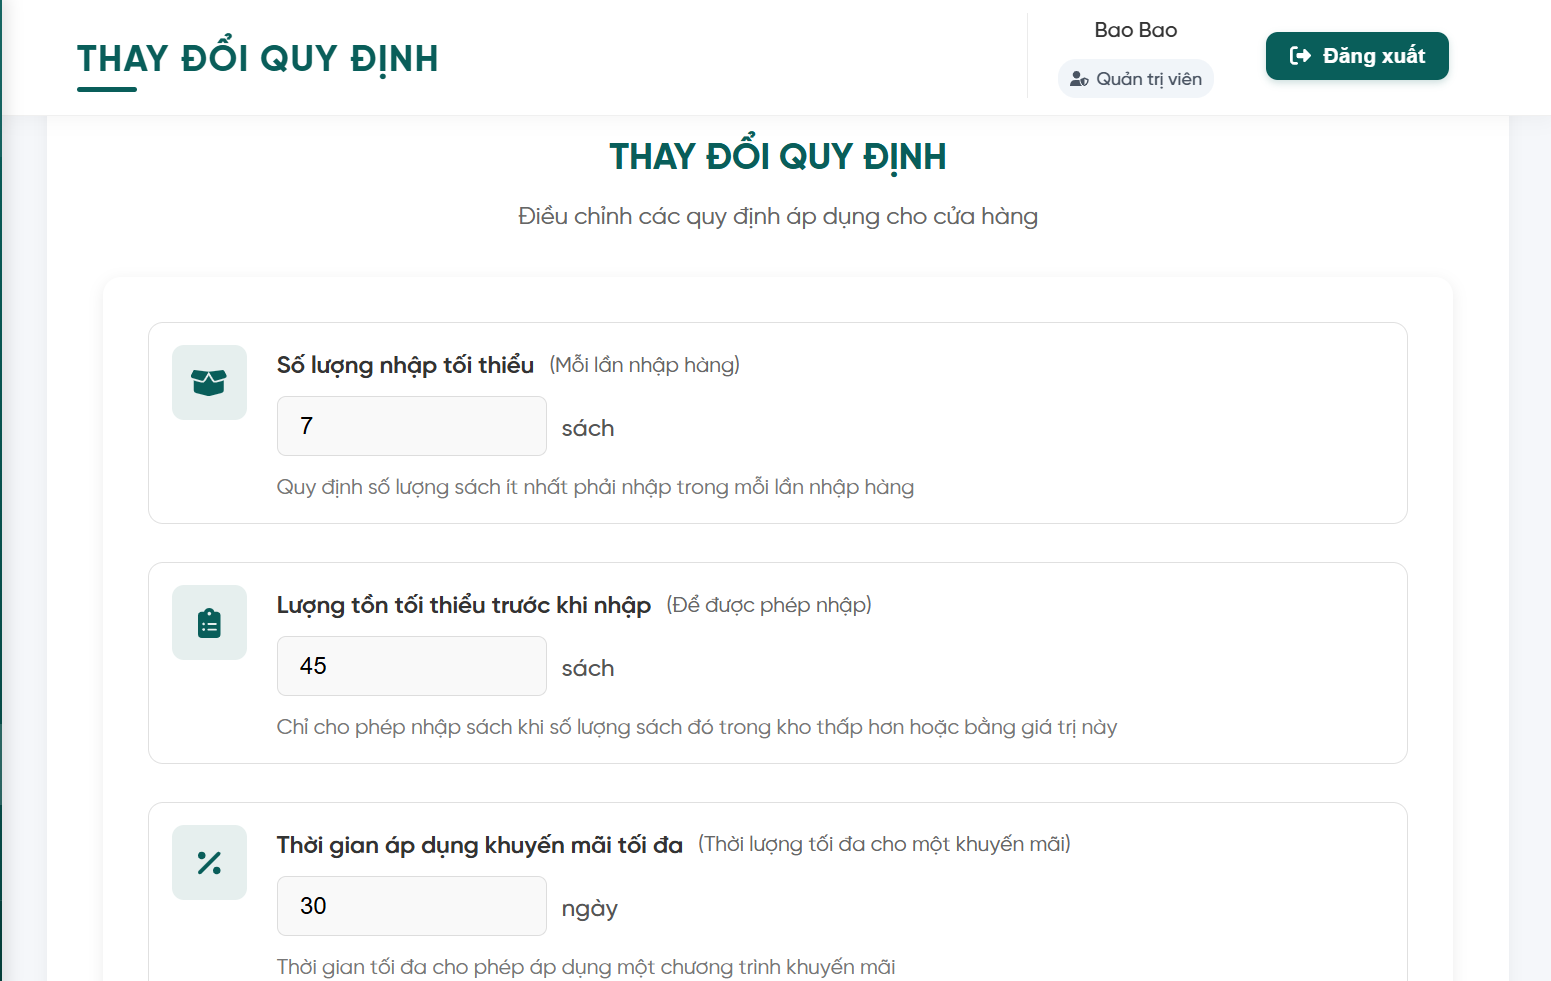 THAY ĐỔI QUY ĐỊNH
Bao Bao
Quản trị viên
Đăng xuất
THAY ĐỔI QUY ĐỊNH
Điều chỉnh các quy định áp dụng cho cửa hàng
Số lượng nhập tối thiểu (Mỗi lần nhập hàng)
7 sách
Quy định số lượng sách ít nhất phải nhập trong mỗi lần nhập hàng
Lượng tồn tối thiểu trước khi nhập (Để được phép nhập)
45 sách
Chỉ cho phép nhập sách khi số lượng sách đó trong kho thấp hơn hoặc bằng giá trị này
Thời gian áp dụng khuyến mãi tối đa (Thời lượng tối đa cho một khuyến mãi)
30 ngày
Thời gian tối đa cho phép áp dụng một chương trình khuyến mãi